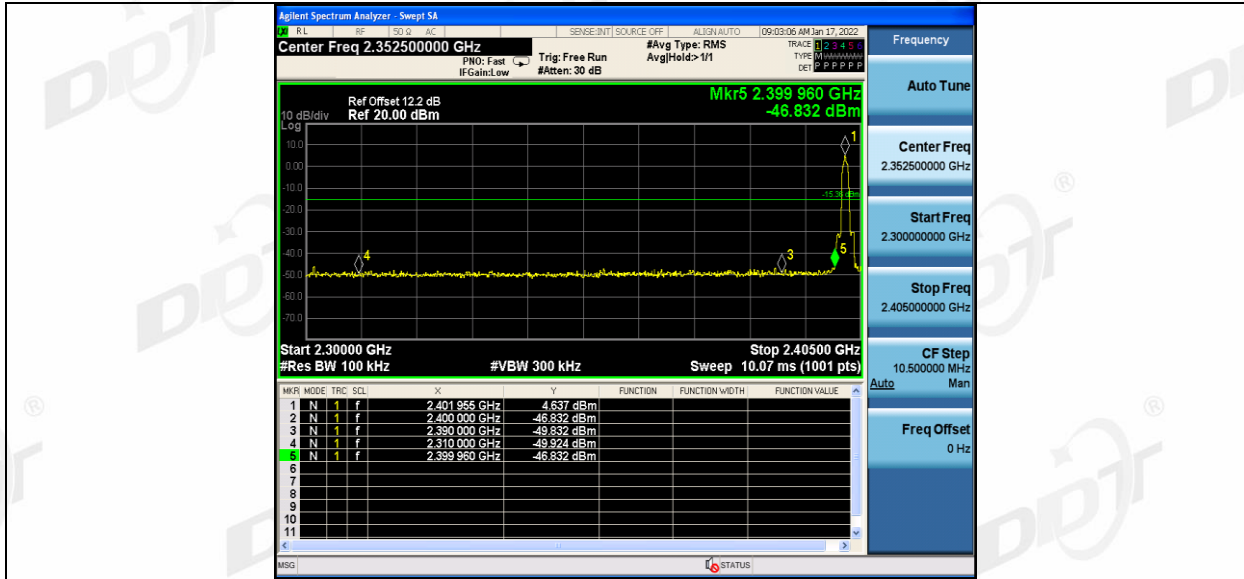 Agilent Spectrum Analyzer - Swept SA
RL RF 50 Ω AC SENSE:INT SOURCE OFF ALIGN AUTO 09:03:06 AM Jan 17, 2022
Center Freq 2.352500000 GHz
PNO: Fast
IFGain:Low
Trig: Free Run
#Atten: 30 dB
#Avg Type: RMS
Avg|Hold:>1/1
TRACE 1 2 3 4 5 6
TYPE M WWWWW
DET P P P P P P
Mkr5 2.399 960 GHz
-46.832 dBm
Ref Offset 12.2 dB
10 dB/div Ref 20.00 dBm
Log
10.0
0.00
-10.0
-20.0
-30.0
-40.0
-50.0
-60.0
-70.0
1
-15.36 dBm
4
3
5
Start 2.30000 GHz Stop 2.40500 GHz
#Res BW 100 kHz #VBW 300 kHz Sweep 10.07 ms (1001 pts)
MKR MODE TRC SCL X Y FUNCTION FUNCTION WIDTH FUNCTION VALUE
1 N 1 f 2.401 955 GHz 4.637 dBm
2 N 1 f 2.400 000 GHz -46.832 dBm
3 N 1 f 2.390 000 GHz -49.832 dBm
4 N 1 f 2.310 000 GHz -49.924 dBm
5 N 1 f 2.399 960 GHz -46.832 dBm
6
7
8
9
10
11
MSG STATUS
Frequency
Auto Tune
Center Freq
2.352500000 GHz
Start Freq
2.300000000 GHz
Stop Freq
2.405000000 GHz
CF Step
10.500000 MHz
Auto Man
Freq Offset
0 Hz